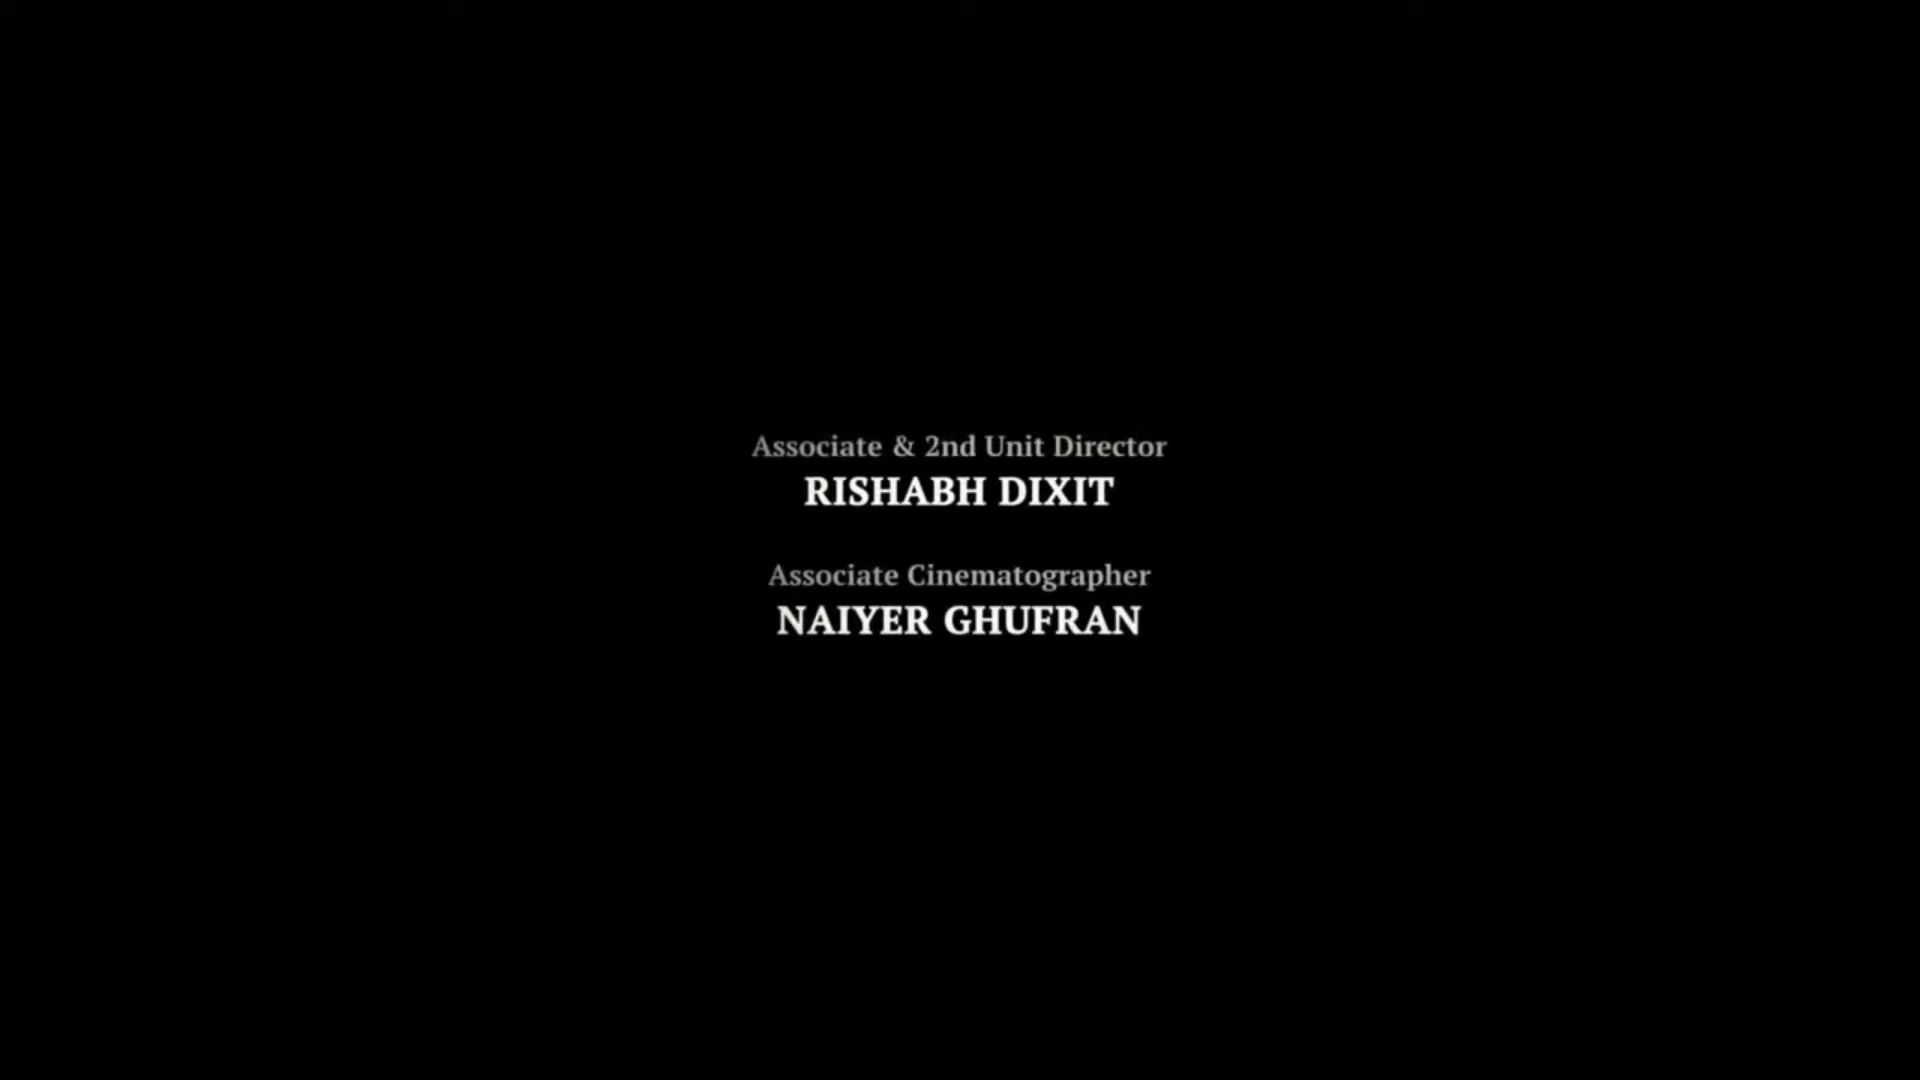 Associate & 2nd Unit Director
RISHABH DIXIT
Associate Cinematographer
NAIYER GHUFRAN